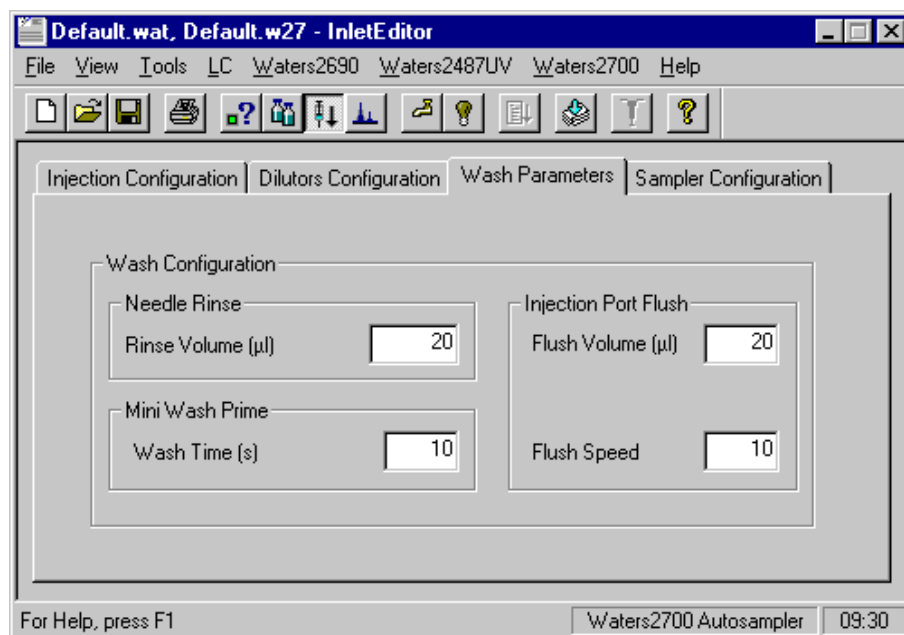 Default.wat, Default.w27 - InletEditor
File View Tools LC Waters2690 Waters2487UV Waters2700 Help
Injection Configuration Dilutors Configuration Wash Parameters Sampler Configuration
Wash Configuration
Needle Rinse
Rinse Volume (µl) 20
Injection Port Flush
Flush Volume (µl) 20
Mini Wash Prime
Wash Time (s) 10
Flush Speed 10
For Help, press F1 Waters2700 Autosampler 09:30